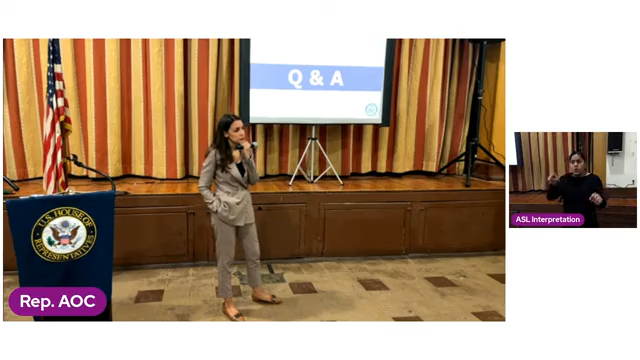 Q & A
U.S. HOUSE OF
REPRESENTATIVES
Rep. AOC
ASL Interpretation